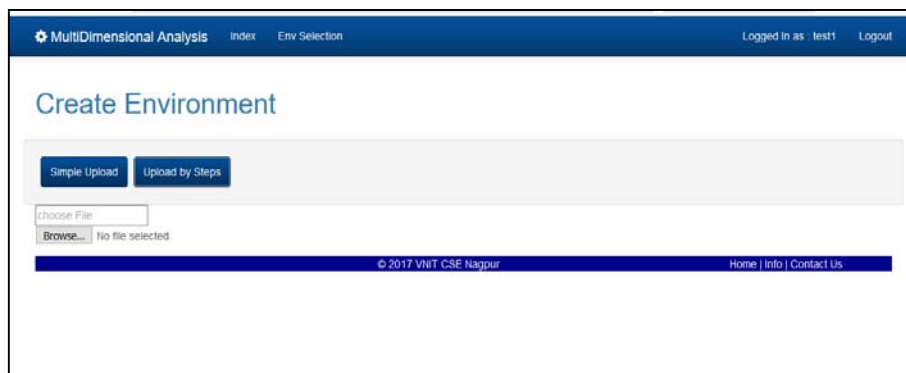 MultiDimensional Analysis Index Env Selection Logged in as : test1 Logout
Create Environment
Simple Upload Upload by Steps
choose File
Browse... No file selected.
© 2017 VNIT CSE Nagpur Home | Info | Contact Us